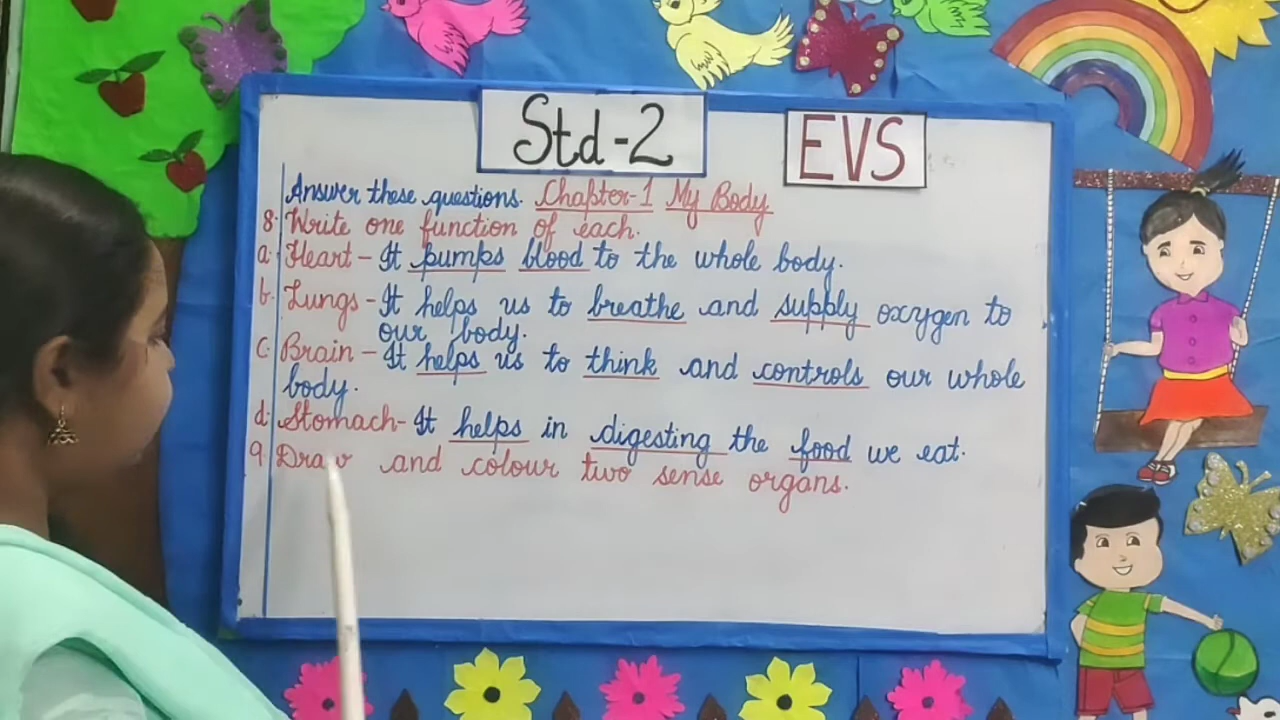 Std-2
EVS
Answer these questions. Chapter-1 My Body
8. Write one function of each.
a. Heart - It pumps blood to the whole body.
b. Lungs - It helps us to breathe and supply oxygen to
our body.
c. Brain - It helps us to think and controls our whole
body.
d. Stomach - It helps in digesting the food we eat.
9. Draw and colour two sense organs.